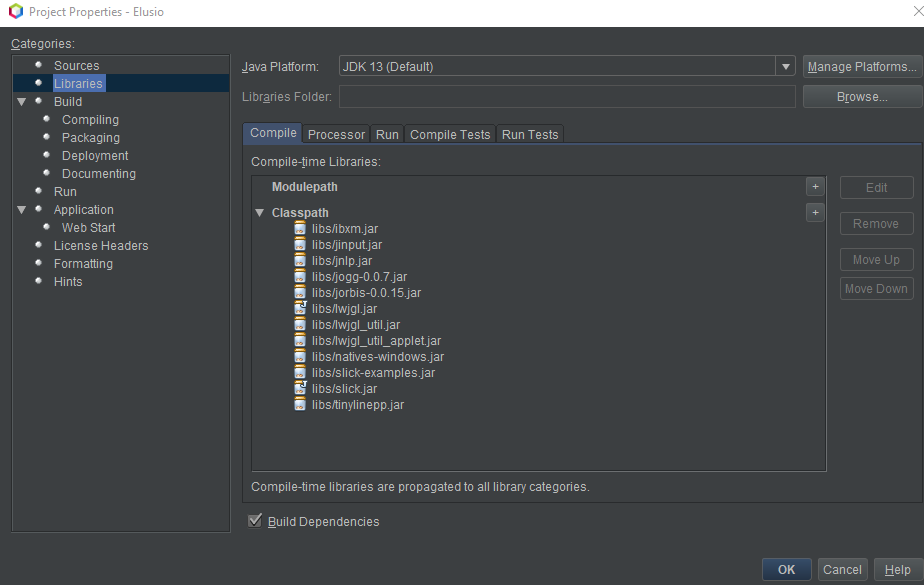 Project Properties - Elusio
Categories:
Sources
Libraries
Build
Compiling
Packaging
Deployment
Documenting
Run
Application
Web Start
License Headers
Formatting
Hints
Java Platform:
JDK 13 (Default)
Manage Platforms...
Libraries Folder:
Browse...
Compile
Processor
Run
Compile Tests
Run Tests
Compile-time Libraries:
Modulepath
+
Classpath
+
libs/ibxm.jar
libs/jinput.jar
libs/jnlp.jar
libs/jogg-0.0.7.jar
libs/jorbis-0.0.15.jar
libs/lwjgl.jar
libs/lwjgl_util.jar
libs/lwjgl_util_applet.jar
libs/natives-windows.jar
libs/slick-examples.jar
libs/slick.jar
libs/tinylinepp.jar
Edit
Remove
Move Up
Move Down
Compile-time libraries are propagated to all library categories.
Build Dependencies
OK
Cancel
Help